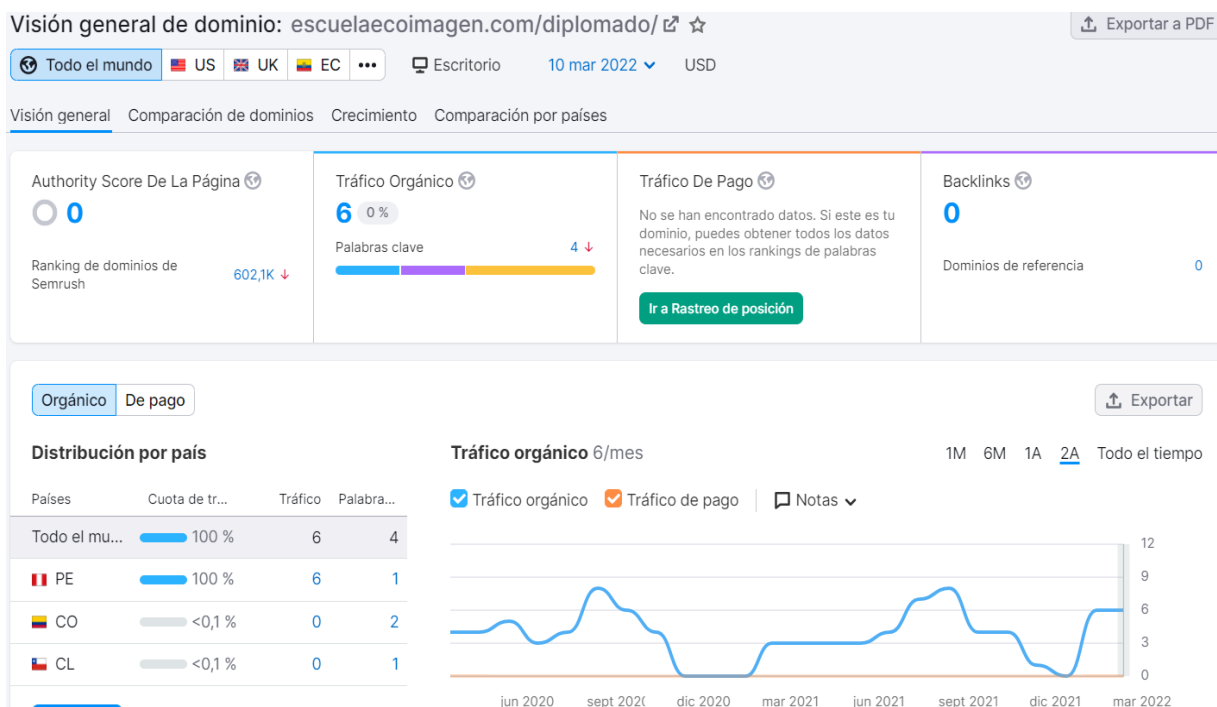 Visión general de dominio: escuelaecoimagen.com/diplomado/
Exportar a PDF
Todo el mundo US UK EC ••• Escritorio 10 mar 2022 USD
Visión general Comparación de dominios Crecimiento Comparación por países
Authority Score De La Página
0
Ranking de dominios de
Semrush
602,1K ↓
Tráfico Orgánico
6 0 %
Palabras clave 4 ↓
Tráfico De Pago
No se han encontrado datos. Si este es tu
dominio, puedes obtener todos los datos
necesarios en los rankings de palabras
clave.
Ir a Rastreo de posición
Backlinks
0
Dominios de referencia 0
Orgánico De pago
Exportar
Distribución por país
Países Cuota de tr... Tráfico Palabra...
Todo el mu... 100 % 6 4
PE 100 % 6 1
CO <0,1 % 0 2
CL <0,1 % 0 1
Tráfico orgánico 6/mes
1M 6M 1A 2A Todo el tiempo
Tráfico orgánico Tráfico de pago Notas
12
9
6
3
0
jun 2020 sept 202( dic 2020 mar 2021 jun 2021 sept 2021 dic 2021 mar 2022